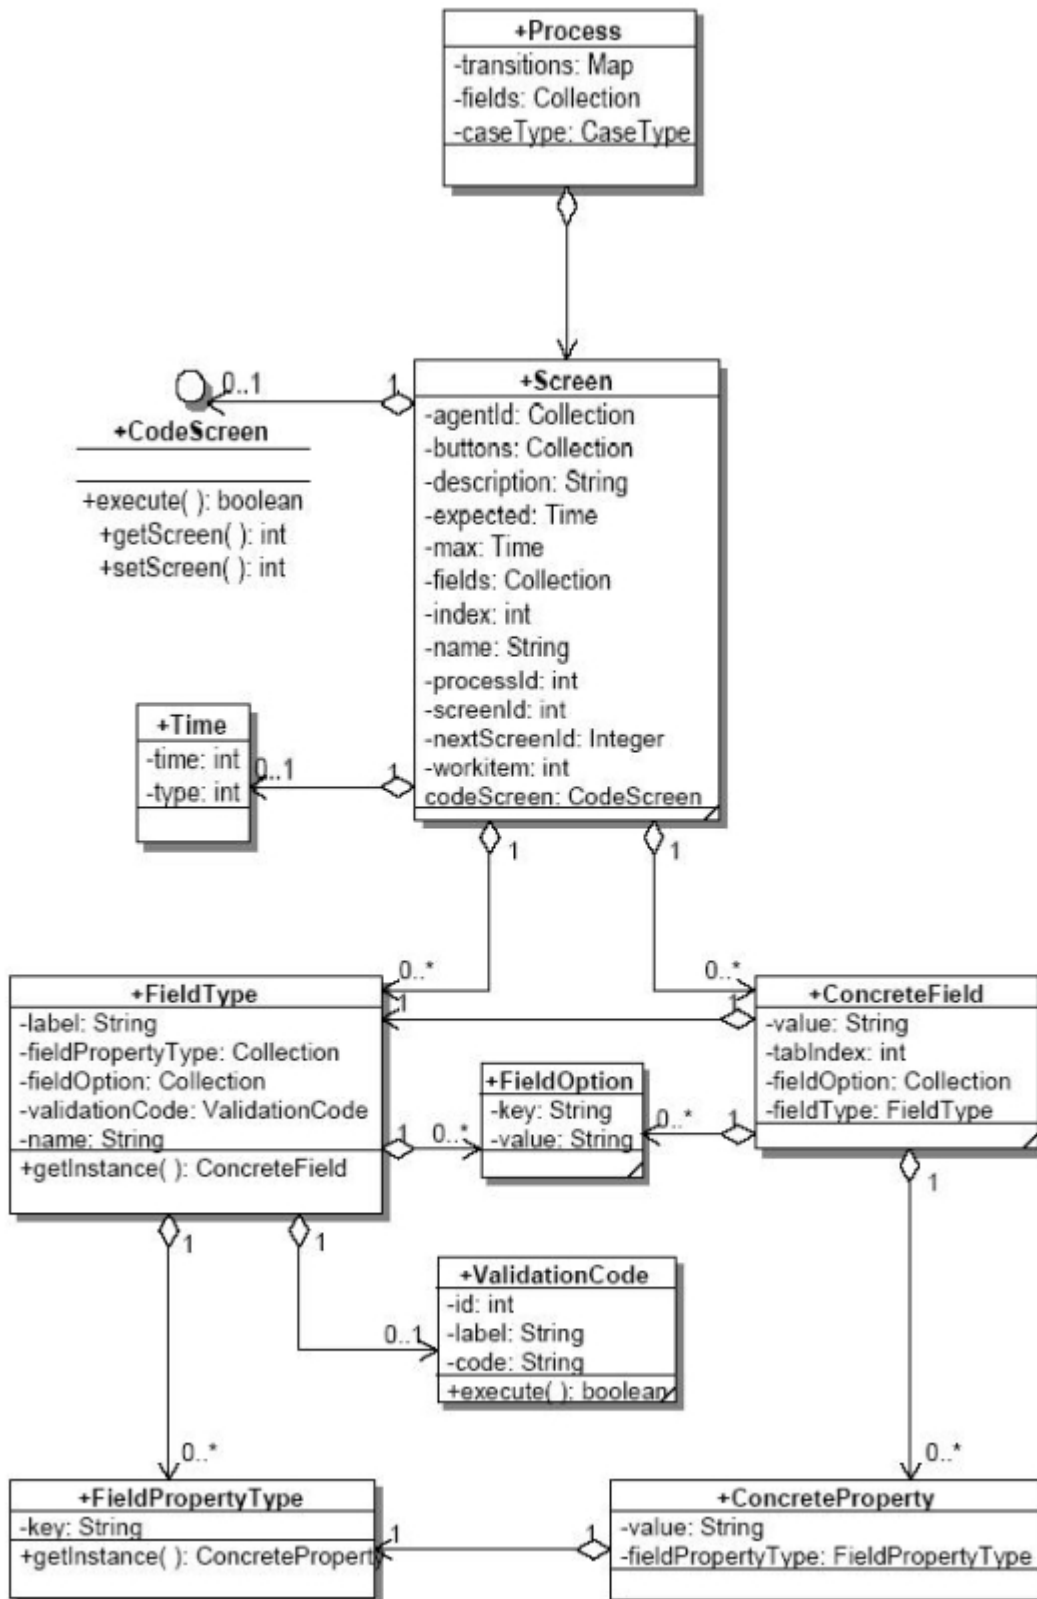 +Process
-transitions: Map
-fields: Collection
-caseType: CaseType
0..1
1
+CodeScreen
+execute( ): boolean
+getScreen( ): int
+setScreen( ): int
+Screen
-agentId: Collection
-buttons: Collection
-description: String
-expected: Time
-max: Time
-fields: Collection
-index: int
-name: String
-processId: int
-screenId: int
-nextScreenId: Integer
-workitem: int
codeScreen: CodeScreen
+Time
-time: int
-type: int
0..1
1
1
1
0..*
0..*
+FieldType
-label: String
-fieldPropertyType: Collection
-fieldOption: Collection
-validationCode: ValidationCode
-name: String
+getInstance( ): ConcreteField
1
1
+ConcreteField
-value: String
-tabIndex: int
-fieldOption: Collection
-fieldType: FieldType
+FieldOption
-key: String
-value: String
1
0..*
0..*
1
1
1
1
+ValidationCode
-id: int
-label: String
-code: String
+execute( ): boolean
0..1
0..*
0..*
+FieldPropertyType
-key: String
+getInstance( ): ConcreteProperty
1
1
+ConcreteProperty
-value: String
-fieldPropertyType: FieldPropertyType